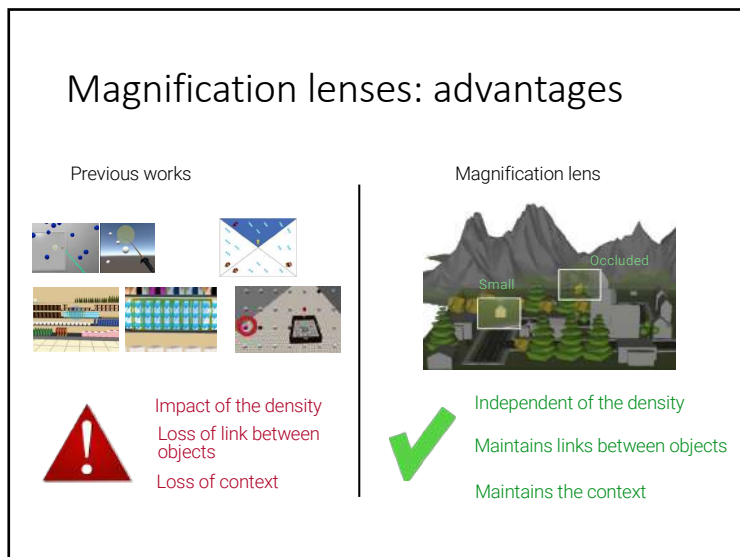 Magnification lenses: advantages
Previous works
Magnification lens
Occluded
Small
Impact of the density
Loss of link between
objects
Loss of context
Independent of the density
Maintains links between objects
Maintains the context